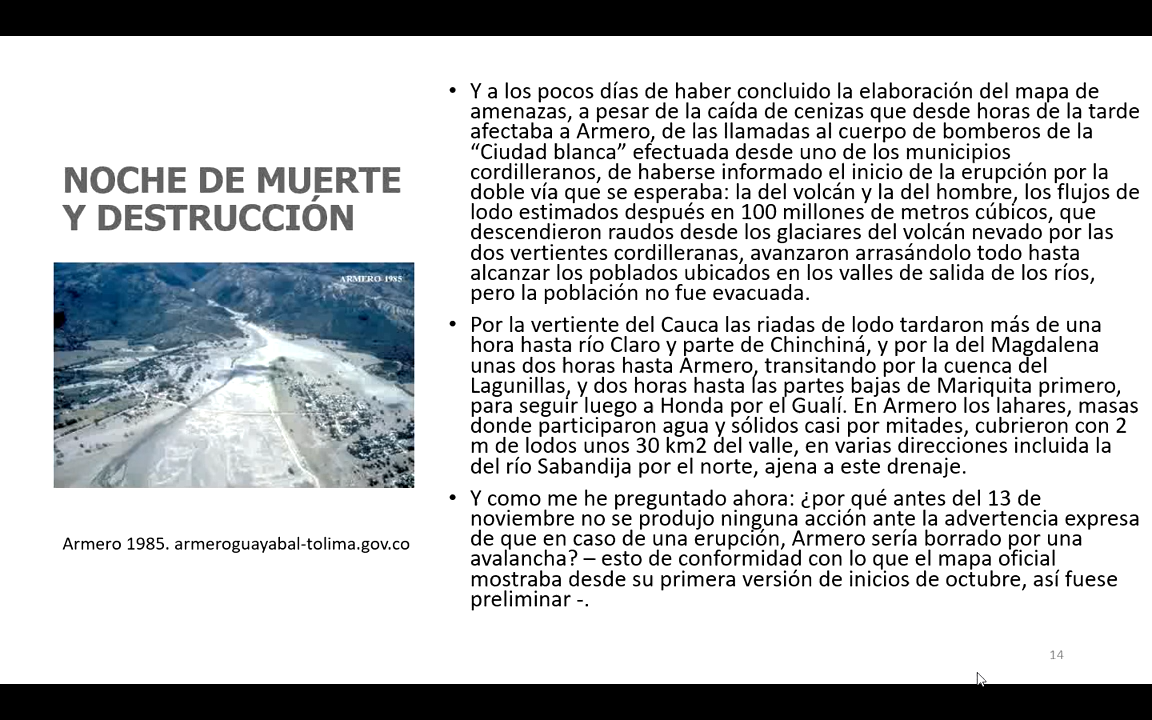 NOCHE DE MUERTE
Y DESTRUCCIÓN
ARMERO 1985
Armero 1985. armeroguayabal-tolima.gov.co
• Y a los pocos días de haber concluido la elaboración del mapa de
amenazas, a pesar de la caída de cenizas que desde horas de la tarde
afectaba a Armero, de las llamadas al cuerpo de bomberos de la
“Ciudad blanca” efectuada desde uno de los municipios
cordilleranos, de haberse informado el inicio de la erupción por la
doble vía que se esperaba: la del volcán y la del hombre, los flujos de
lodo estimados después en 100 millones de metros cúbicos, que
descendieron raudos desde los glaciares del volcán nevado por las
dos vertientes cordilleranas, avanzaron arrasándolo todo hasta
alcanzar los poblados ubicados en los valles de salida de los ríos,
pero la población no fue evacuada.
• Por la vertiente del Cauca las riadas de lodo tardaron más de una
hora hasta río Claro y parte de Chinchiná, y por la del Magdalena
unas dos horas hasta Armero, transitando por la cuenca del
Lagunillas, y dos horas hasta las partes bajas de Mariquita primero,
para seguir luego a Honda por el Gualí. En Armero los lahares, masas
donde participaron agua y sólidos casi por mitades, cubrieron con 2
m de lodos unos 30 km2 del valle, en varias direcciones incluida la
del río Sabandija por el norte, ajena a este drenaje.
• Y como me he preguntado ahora: ¿por qué antes del 13 de
noviembre no se produjo ninguna acción ante la advertencia expresa
de que en caso de una erupción, Armero sería borrado por una
avalancha? – esto de conformidad con lo que el mapa oficial
mostraba desde su primera versión de inicios de octubre, así fuese
preliminar -.
14